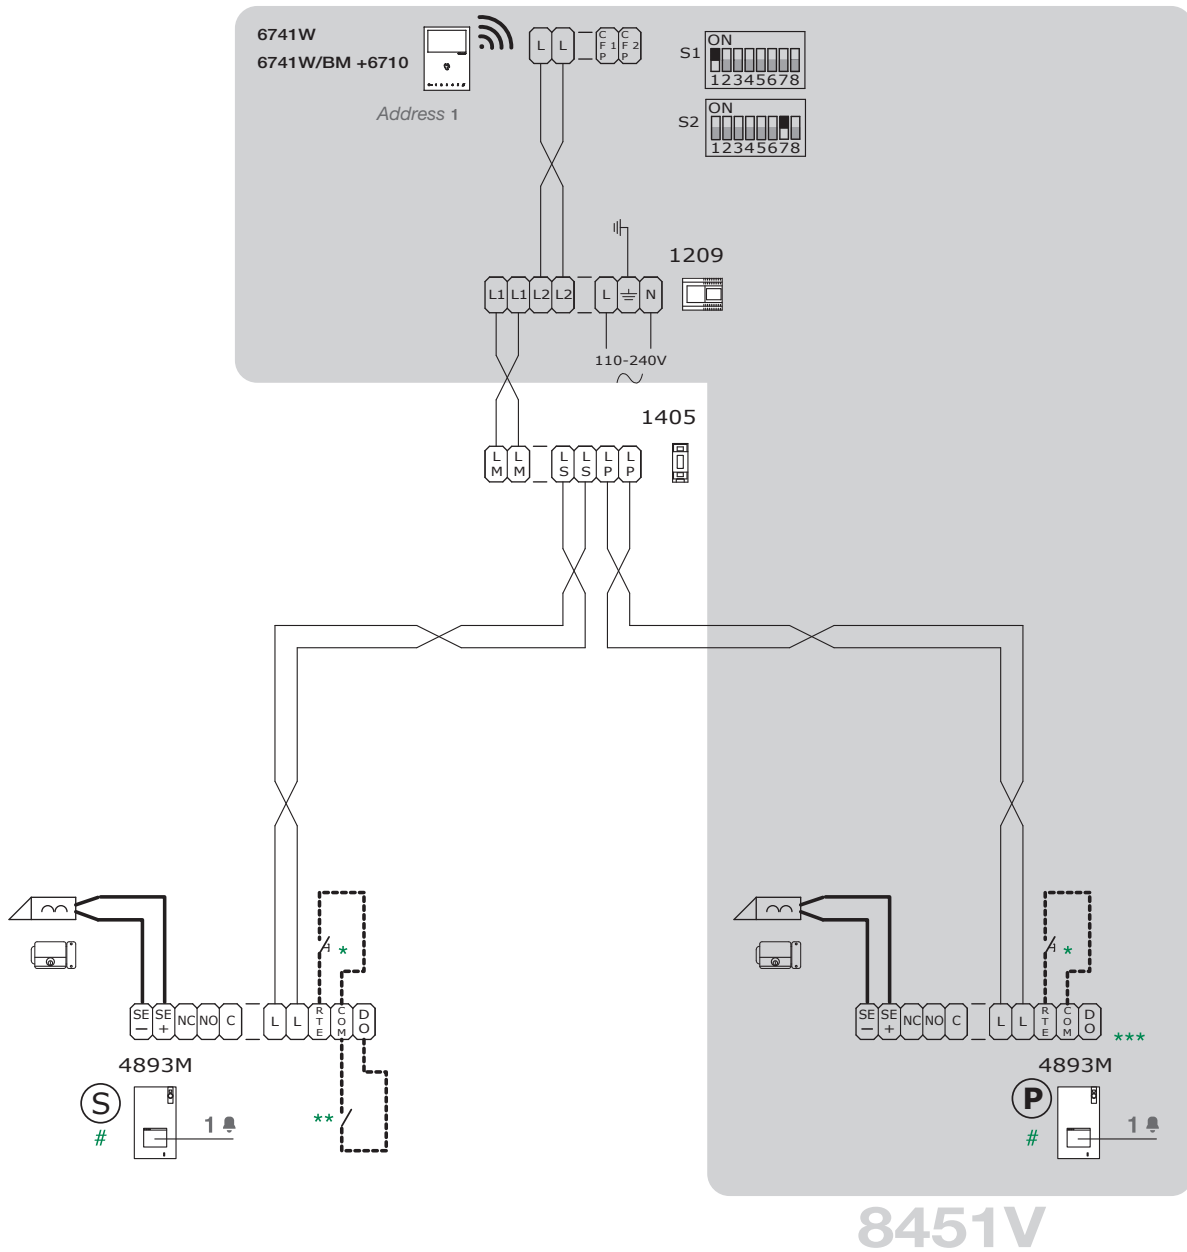 6741W
6741W/BM +6710
Address 1
L L CFP1 CFP2
S1 ON
12345678
S2 ON
12345678
1209
L1 L1 L2 L2 L N
110-240V
1405
LM LM LS LS LP LP
SE- SE+ NC NO C L L RTE COM DO
*
**
4893M
S
#
1
SE- SE+ NC NO C L L RTE COM DO
*
***
4893M
P
#
1
8451V